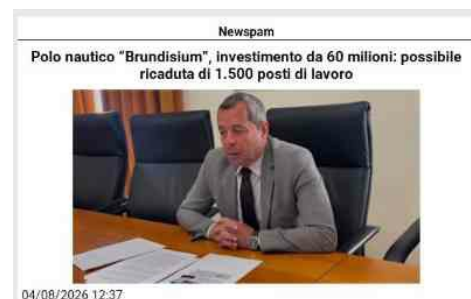 Newspam
Polo nautico “Brundisium”, investimento da 60 milioni: possibile
ricaduta di 1.500 posti di lavoro
04/08/2026 12:37